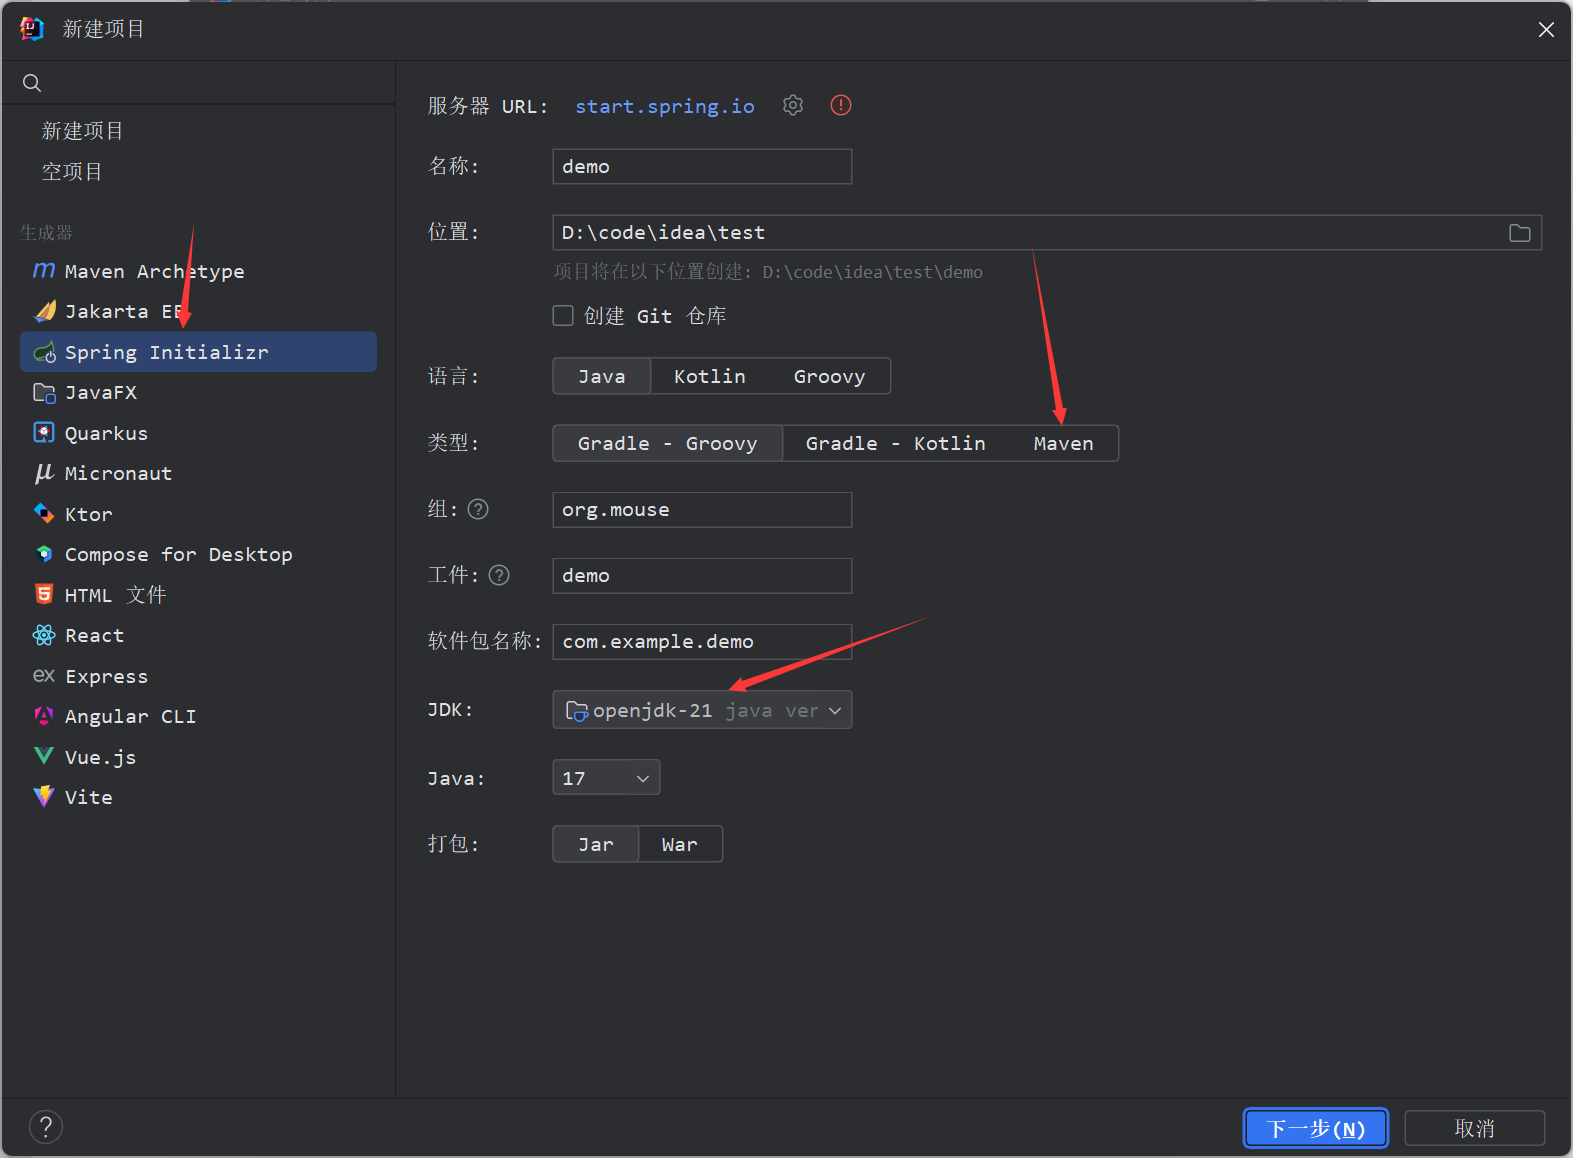 新建项目
新建项目
空项目
生成器
Maven Archetype
Jakarta EE
Spring Initializr
JavaFX
Quarkus
Micronaut
Ktor
Compose for Desktop
HTML 文件
React
Express
Angular CLI
Vue.js
Vite
服务器 URL: start.spring.io
名称: demo
位置: D:\code\idea\test
项目将在以下位置创建: D:\code\idea\test\demo
创建 Git 仓库
语言: Java Kotlin Groovy
类型: Gradle - Groovy Gradle - Kotlin Maven
组: org.mouse
工件: demo
软件包名称: com.example.demo
JDK: openjdk-21 java ver
Java: 17
打包: Jar War
下一步(N) 取消